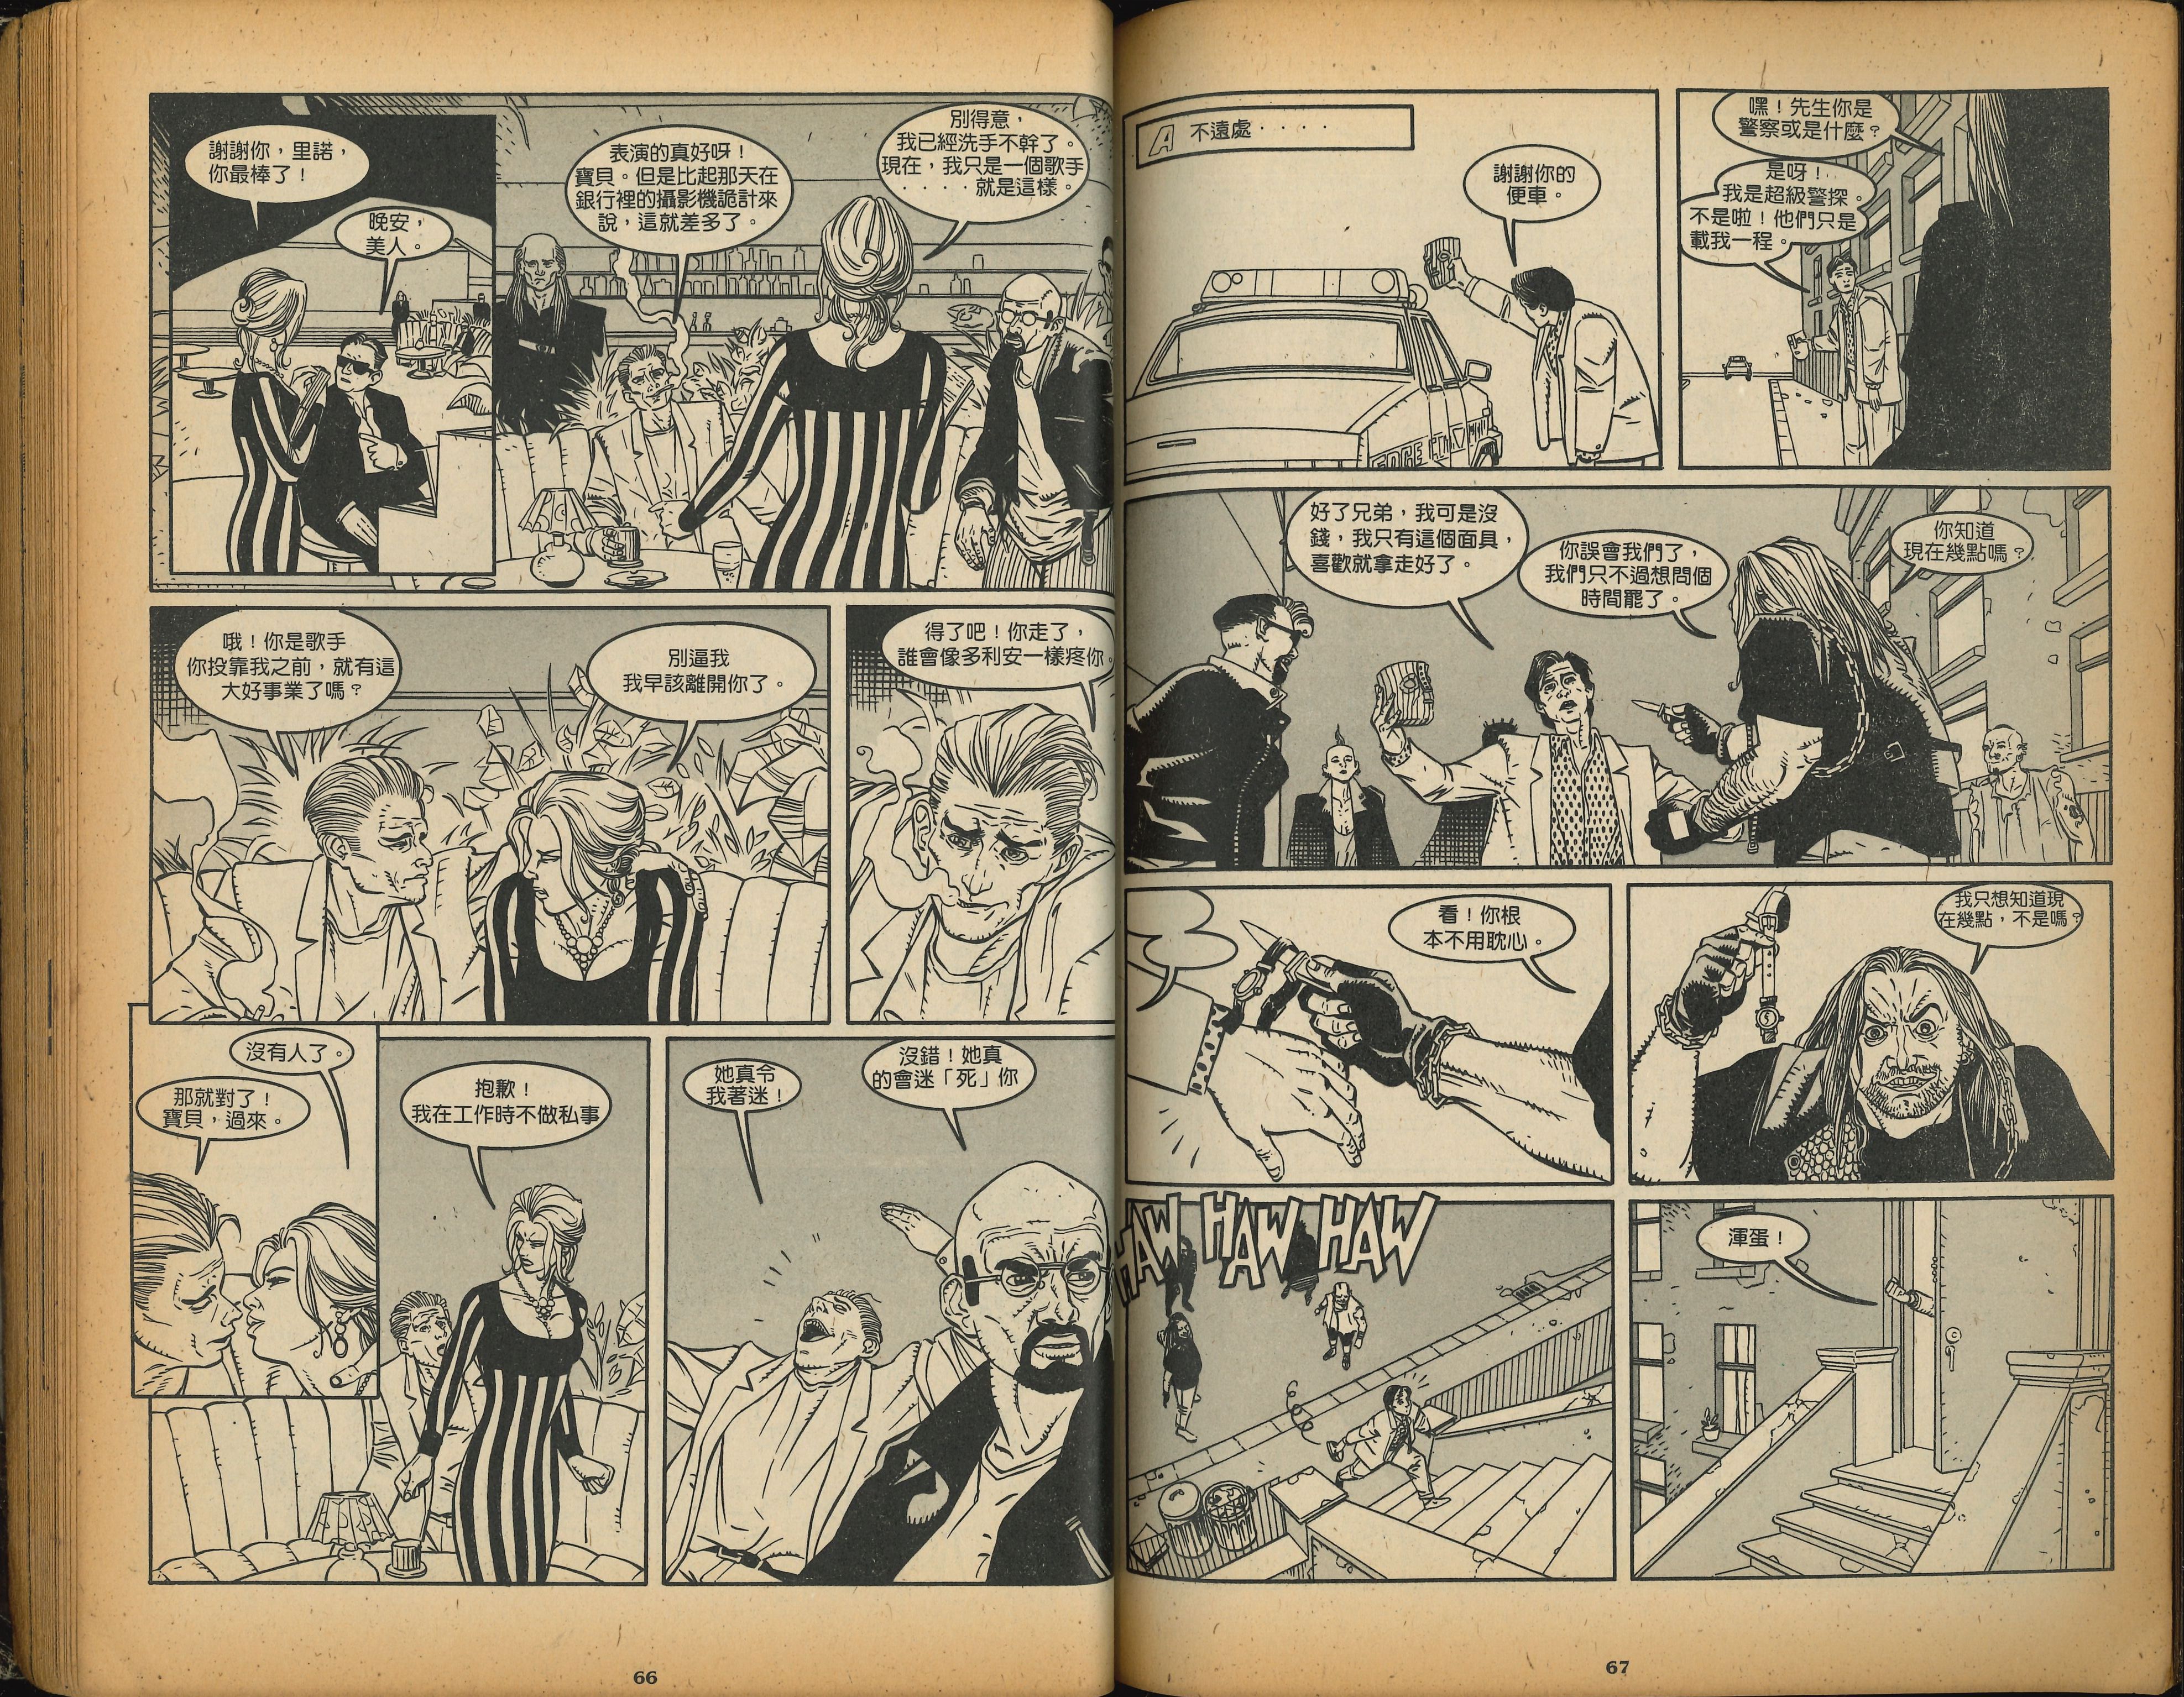 謝謝你，里諾，
你最棒了！
晚安，
美人。
表演的真好呀！
寶貝。但是比起那天在
銀行裡的攝影機詭計來
說，這就差多了。
別得意，
我已經洗手不幹了。
現在，我只是一個歌手
····就是這樣。
哦！你是歌手
你投靠我之前，就有這
大好事業了嗎？
別逼我
我早該離開你了。
得了吧！你走了，
誰會像多利安一樣疼你。
沒有人了。
那就對了！
寶貝，過來。
抱歉！
我在工作時不做私事
她真令
我著迷！
沒錯！她真
的會迷「死」你
66
A 不遠處····
謝謝你的
便車。
嘿！先生你是
警察或是什麼？
是呀！··
我是超級警探。
不是啦！他們只是
載我一程。
好了兄弟，我可是沒
錢，我只有這個面具，
喜歡就拿走好了。
你誤會我們了，
我們只不過想問個
時間罷了。
你知道
現在幾點嗎？
看！你根
本不用耽心。
我只想知道現
在幾點，不是嗎？
HAW HAW HAW
渾蛋！
67